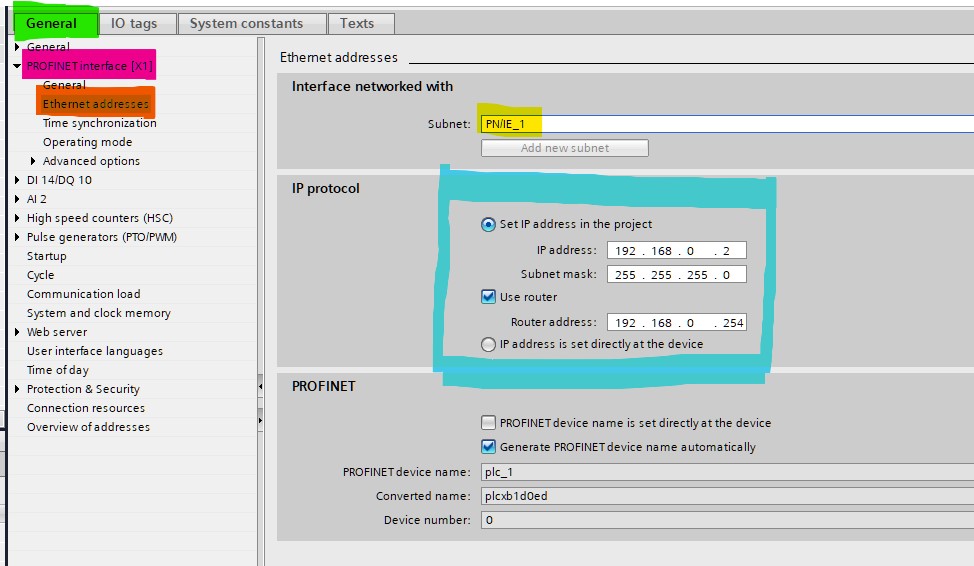 General IO tags System constants Texts
General
PROFINET interface [X1]
General
Ethernet addresses
Time synchronization
Operating mode
Advanced options
DI 14/DQ 10
AI 2
High speed counters (HSC)
Pulse generators (PTO/PWM)
Startup
Cycle
Communication load
System and clock memory
Web server
User interface languages
Time of day
Protection & Security
Connection resources
Overview of addresses
Ethernet addresses
Interface networked with
Subnet: PN/IE_1
Add new subnet
IP protocol
Set IP address in the project
IP address: 192 . 168 . 0 . 2
Subnet mask: 255 . 255 . 255 . 0
Use router
Router address: 192 . 168 . 0 . 254
IP address is set directly at the device
PROFINET
PROFINET device name is set directly at the device
Generate PROFINET device name automatically
PROFINET device name: plc_1
Converted name: plcxb1d0ed
Device number: 0